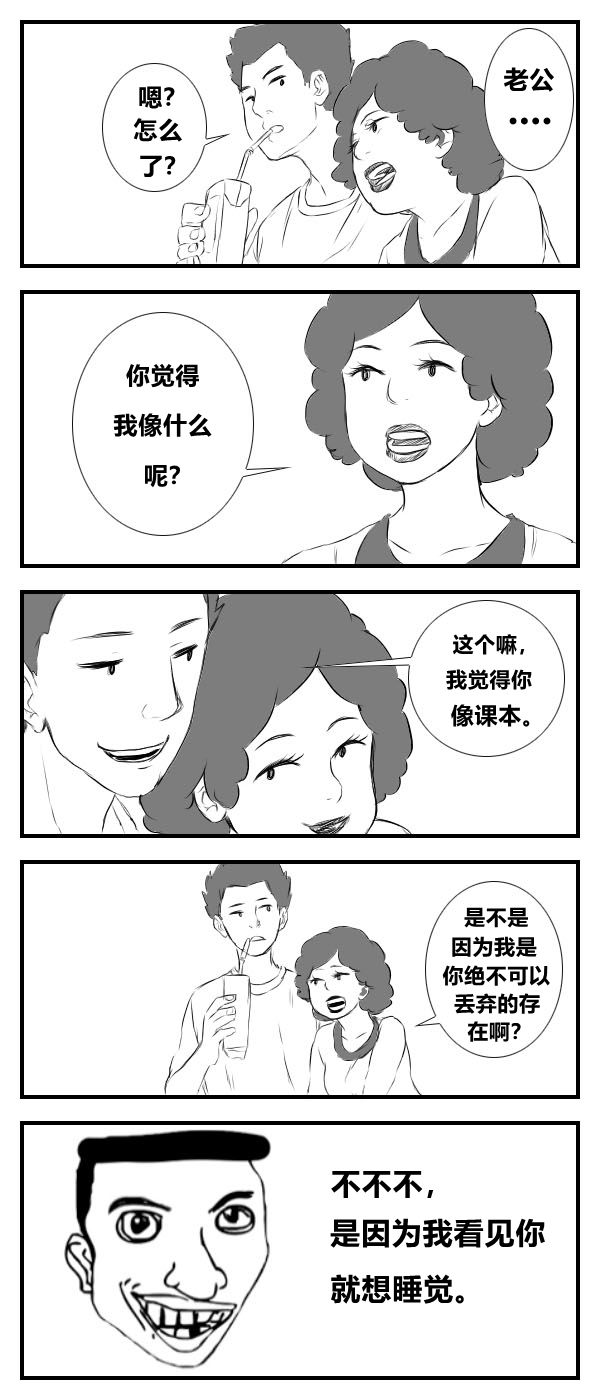 老公
....
嗯?
怎么
了?
你觉得
我像什么
呢?
这个嘛，
我觉得你
像课本。
是不是
因为我是
你绝不可以
丢弃的存
在啊?
不不不，
是因为我看见你
就想睡觉。